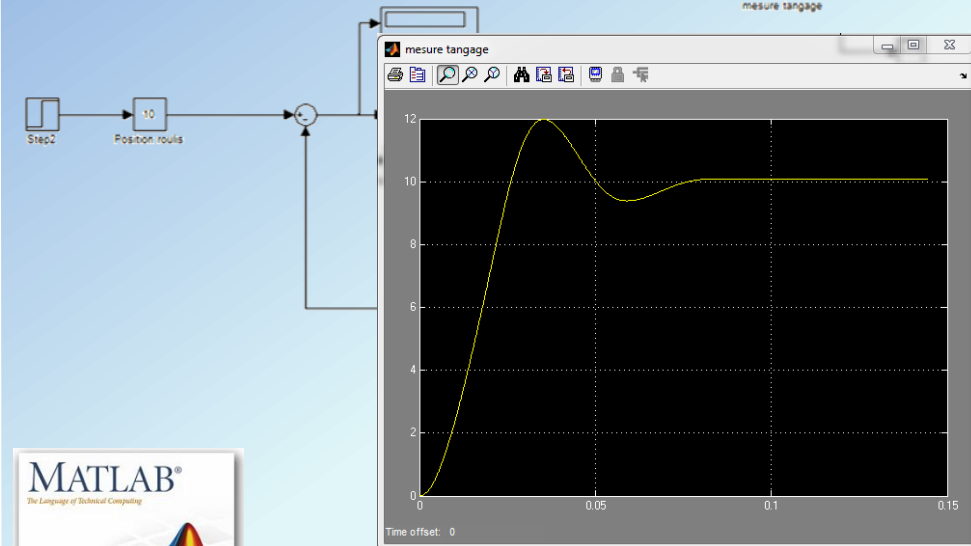 mesure tangage
mesure tangage
10
Step2
Position roulis
12
10
8
6
4
2
0
0
0.05
0.1
0.15
Time offset: 0
MATLAB®
The Language of Technical Computing